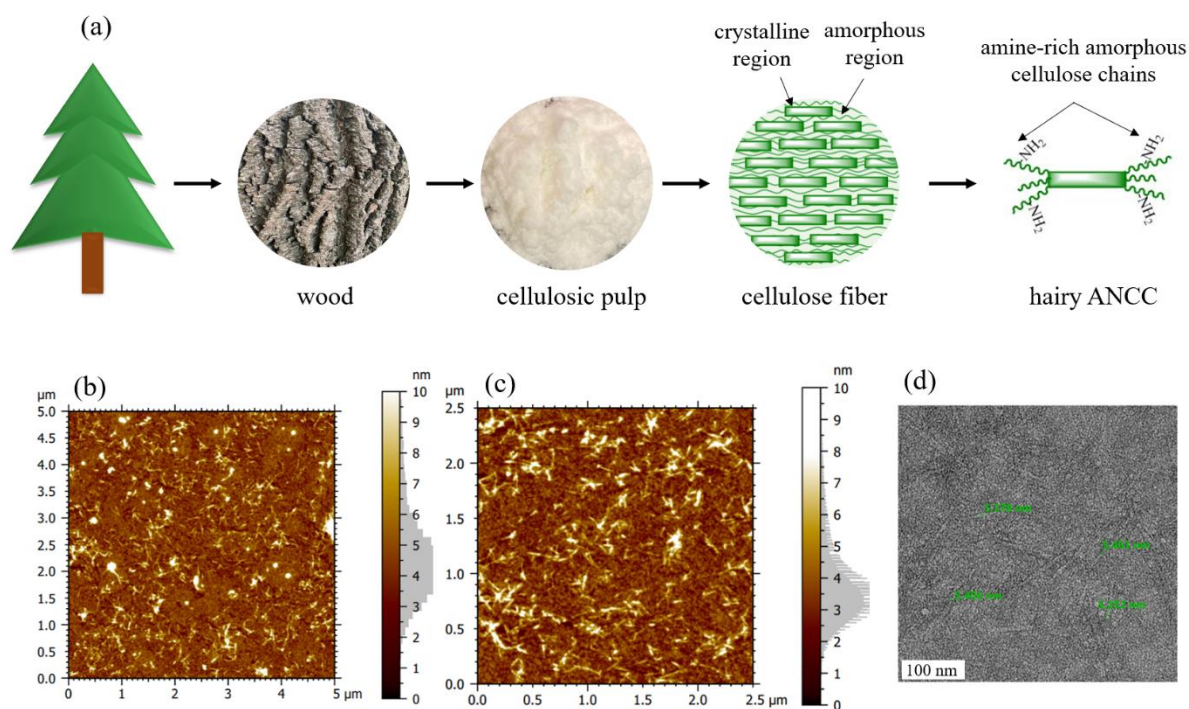 (a)
crystalline
region
amorphous
region
amine-rich amorphous
cellulose chains
NH2
NH2
NH2
NH2
wood
cellulosic pulp
cellulose fiber
hairy ANCC
(b)
µm
5.0
4.5
4.0
3.5
3.0
2.5
2.0
1.5
1.0
0.5
0.0
0
1
2
3
4
5
µm
nm
10
9
8
7
6
5
4
3
2
1
0
(c)
µm
2.5
2.0
1.5
1.0
0.5
0.0
0.0
0.5
1.0
1.5
2.0
2.5
µm
nm
10
9
8
7
6
5
4
3
2
1
0
(d)
nm
nm
nm
nm
100 nm